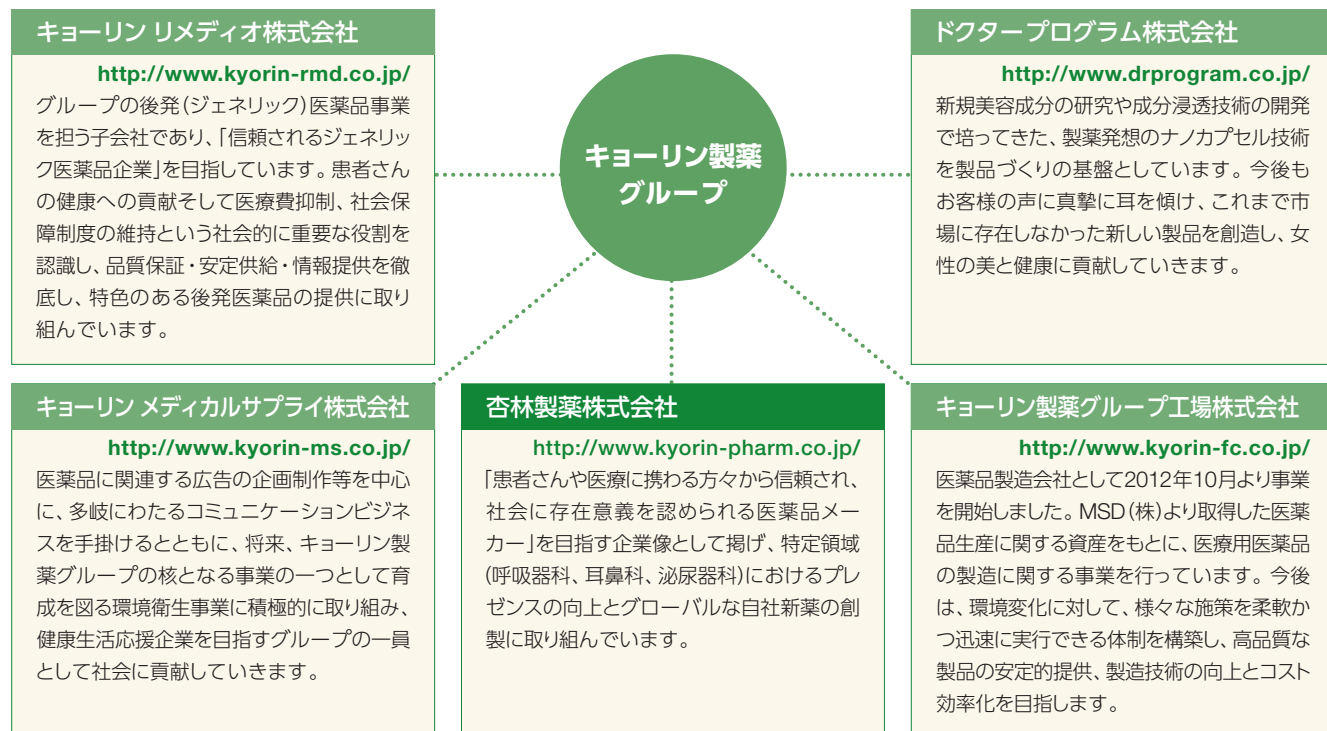 キョーリン リメディオ株式会社
http://www.kyorin-rmd.co.jp/
グループの後発(ジェネリック)医薬品事業
を担う子会社であり、「信頼されるジェネリッ
ク医薬品企業」を目指しています。患者さん
の健康への貢献そして医療費抑制、社会保
障制度の維持という社会的に重要な役割を
認識し、品質保証・安定供給・情報提供を徹
底し、特色のある後発医薬品の提供に取り
組んでいます。
キョーリン製薬
グループ
ドクタープログラム株式会社
http://www.drprogram.co.jp/
新規美容成分の研究や成分浸透技術の開発
で培ってきた、製薬発想のナノカプセル技術
を製品づくりの基盤としています。今後も
お客様の声に真摯に耳を傾け、これまで市
場に存在しなかった新しい製品を創造し、女
性の美と健康に貢献していきます。
キョーリン メディカルサプライ株式会社
http://www.kyorin-ms.co.jp/
医薬品に関連する広告の企画制作等を中心
に、多岐にわたるコミュニケーションビジネ
スを手掛けるとともに、将来、キョーリン製
薬グループの核となる事業の一つとして育
成を図る環境衛生事業に積極的に取り組み、
健康生活応援企業を目指すグループの一員
として社会に貢献していきます。
杏林製薬株式会社
http://www.kyorin-pharm.co.jp/
「患者さんや医療に携わる方々から信頼され、
社会に存在意義を認められる医薬品メー
カー」を目指す企業像として掲げ、特定領域
(呼吸器科、耳鼻科、泌尿器科)におけるプレ
ゼンスの向上とグローバルな自社新薬の創
製に取り組んでいます。
キョーリン製薬グループ工場株式会社
http://www.kyorin-fc.co.jp/
医薬品製造会社として2012年10月より事業
を開始しました。MSD(株)より取得した医薬
品生産に関する資産をもとに、医療用医薬品
の製造に関する事業を行っています。今後
は、環境変化に対して、様々な施策を柔軟か
つ迅速に実行できる体制を構築し、高品質な
製品の安定的提供、製造技術の向上とコスト
効率化を目指します。